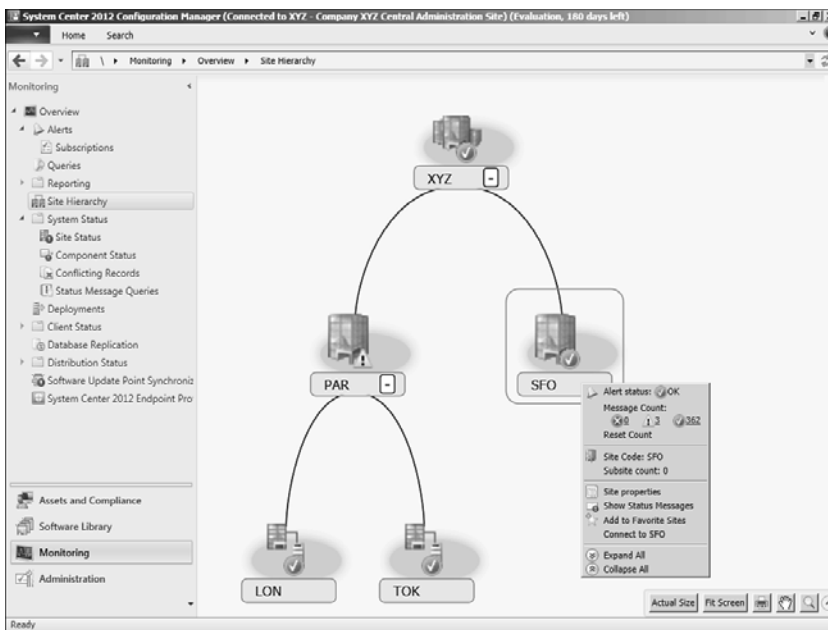 System Center 2012 Configuration Manager (Connected to XYZ - Company XYZ Central Administration Site) (Evaluation, 180 days left)
Home Search
\ Monitoring Overview Site Hierarchy
Monitoring
Overview
Alerts
Subscriptions
Queries
Reporting
Site Hierarchy
System Status
Site Status
Component Status
Conflicting Records
Status Message Queries
Deployments
Client Status
Database Replication
Distribution Status
Software Update Point Synchroniz
System Center 2012 Endpoint Pro
Assets and Compliance
Software Library
Monitoring
Administration
XYZ -
PAR -
SFO
LON
TOK
Alert status: OK
Message Count:
0 3 362
Reset Count
Site Code: SFO
Subsite count: 0
Site properties
Show Status Messages
Add to Favorite Sites
Connect to SFO
Expand All
Collapse All
Actual Size Fit Screen
Ready